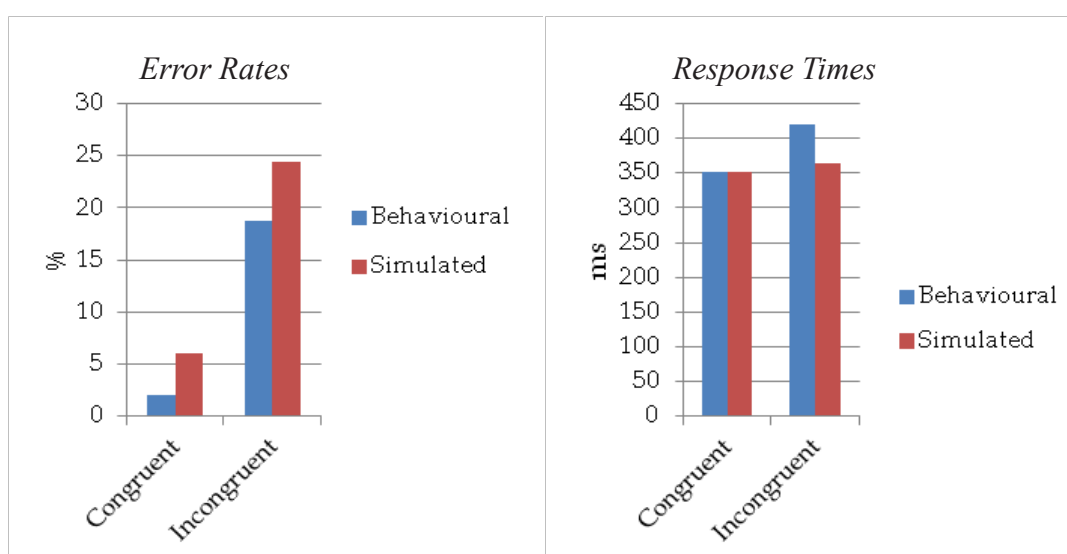 Error Rates
30
25
20
15
10
5
0
%
Congruent
Incongruent
Behavioural
Simulated
Response Times
450
400
350
300
250
200
150
100
50
0
ms
Congruent
Incongruent
Behavioural
Simulated